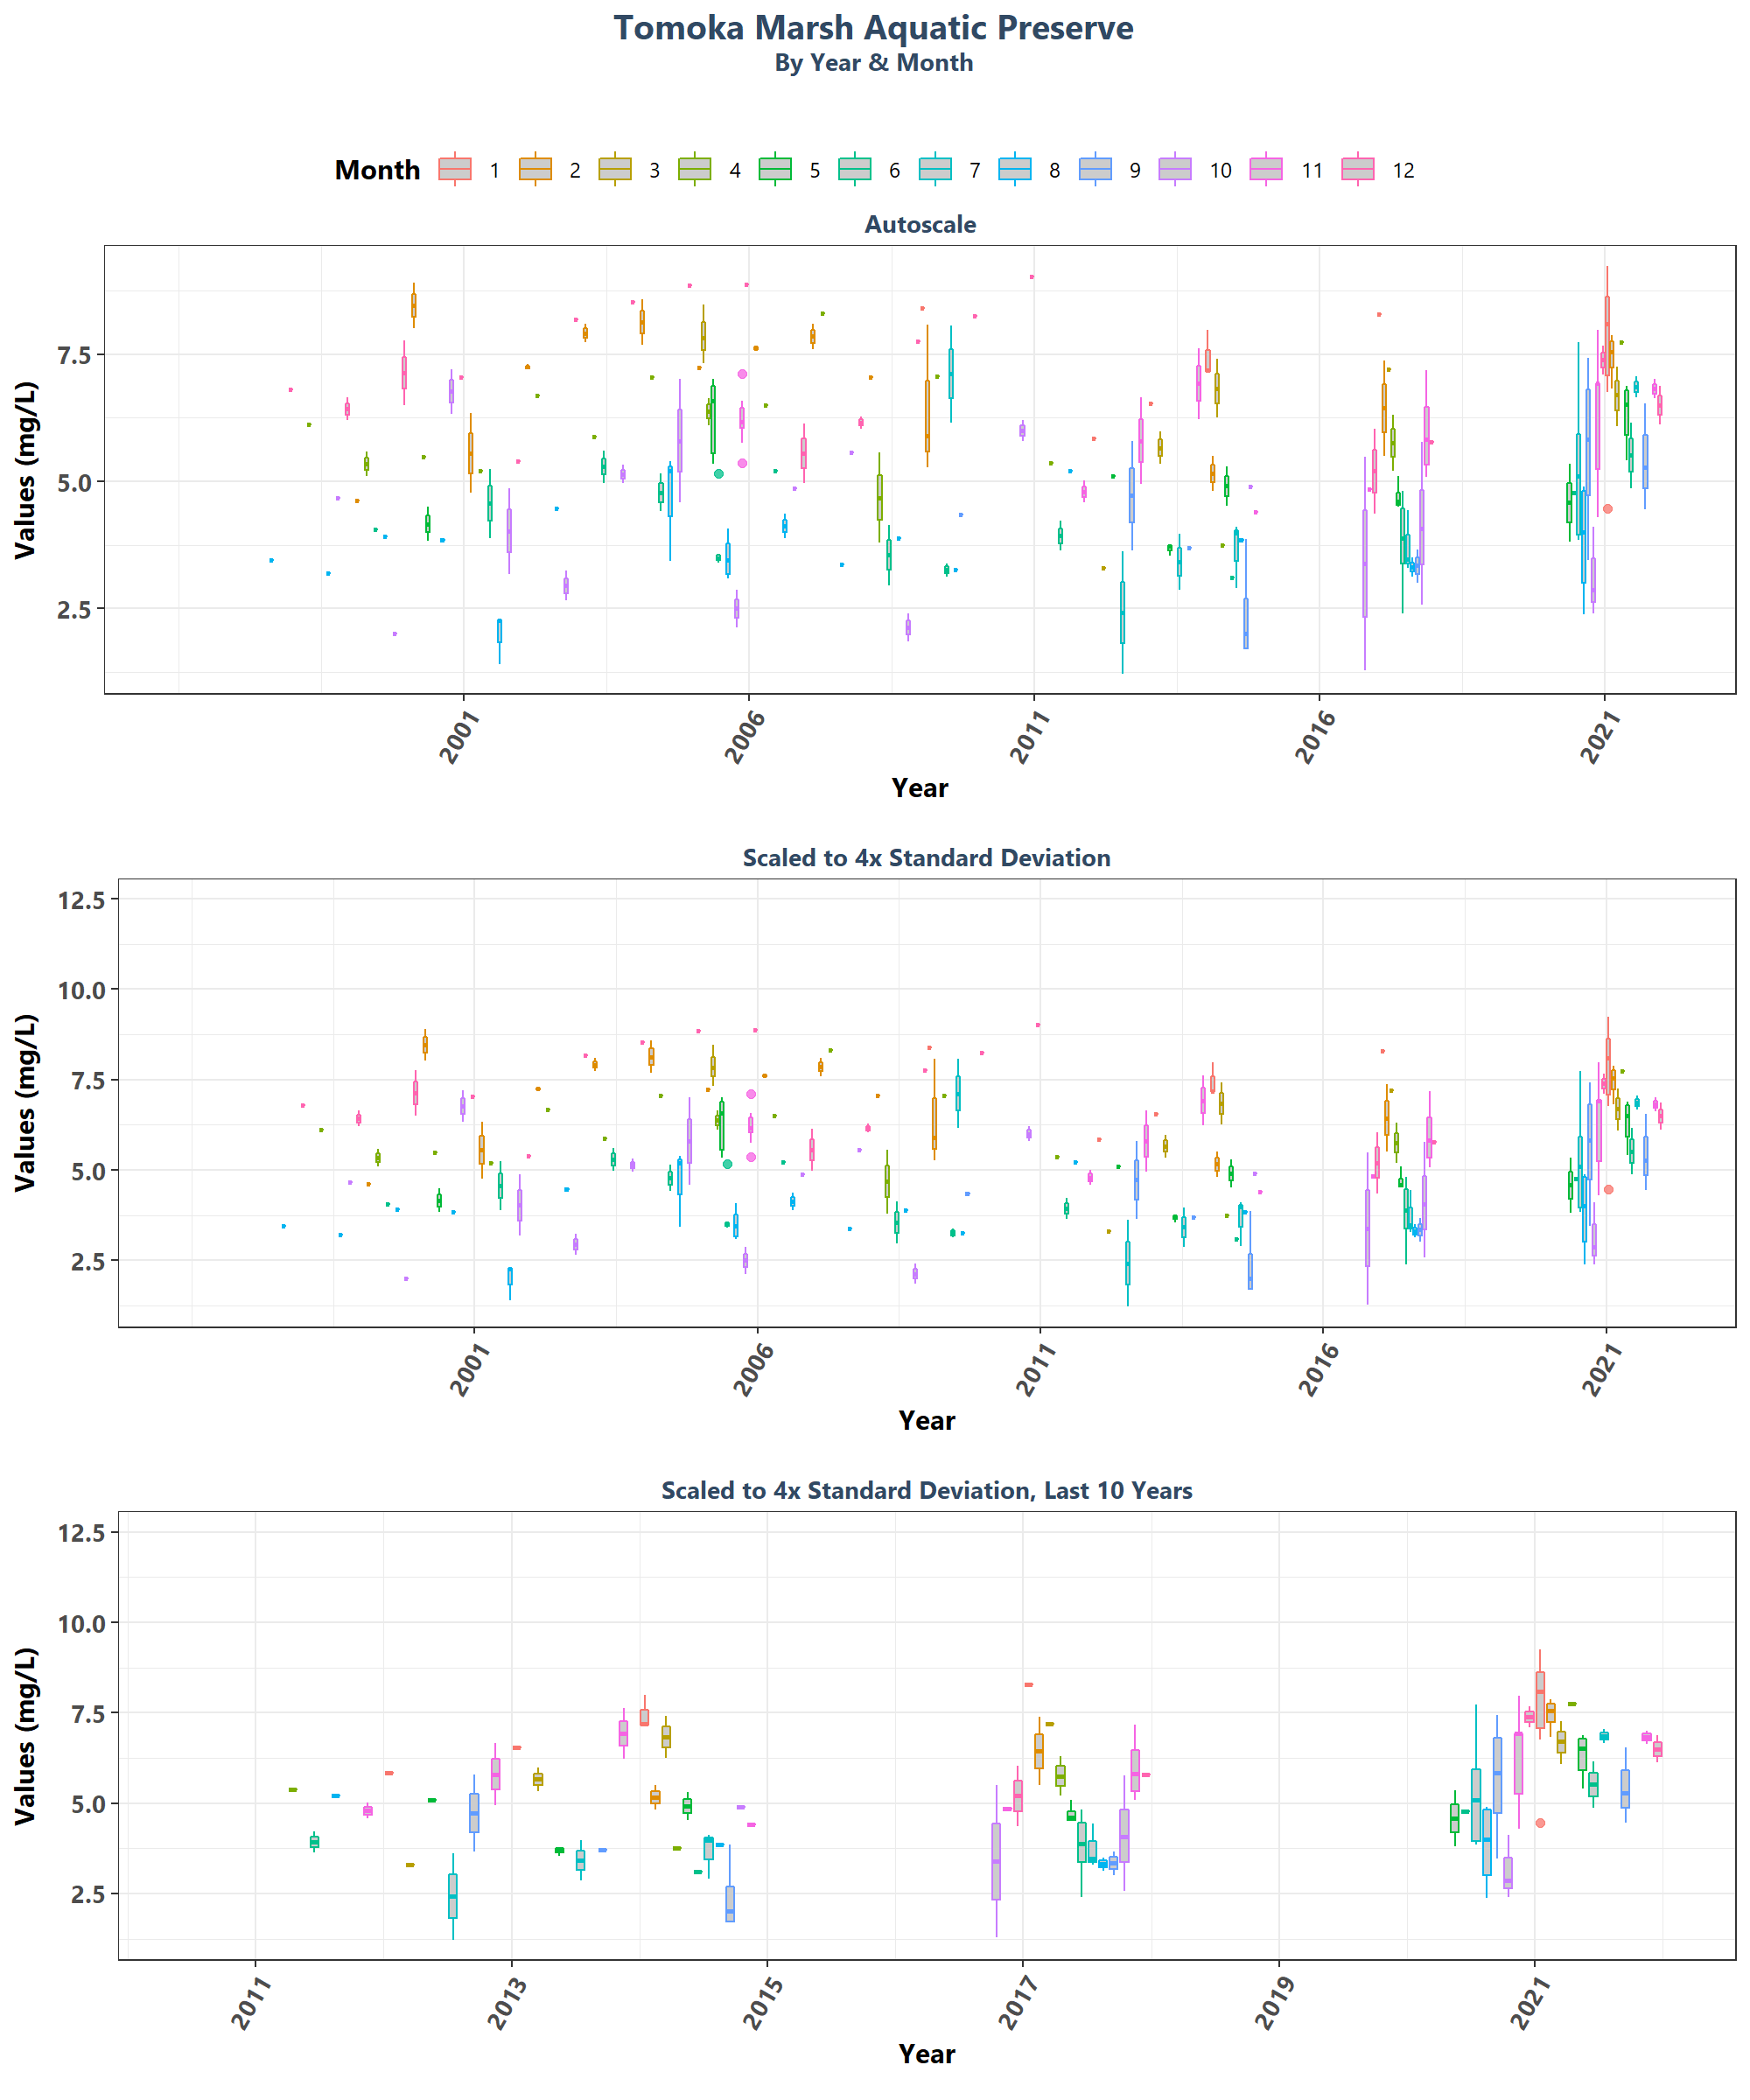 Tomoka Marsh Aquatic Preserve
By Year & Month
Month 1 2 3 4 5 6 7 8 9 10 11 12
Autoscale
Values (mg/L)
7.5
5.0
2.5
2001 2006 2011 2016 2021
Year
Scaled to 4x Standard Deviation
Values (mg/L)
12.5
10.0
7.5
5.0
2.5
2001 2006 2011 2016 2021
Year
Scaled to 4x Standard Deviation, Last 10 Years
Values (mg/L)
12.5
10.0
7.5
5.0
2.5
2011 2013 2015 2017 2019 2021
Year